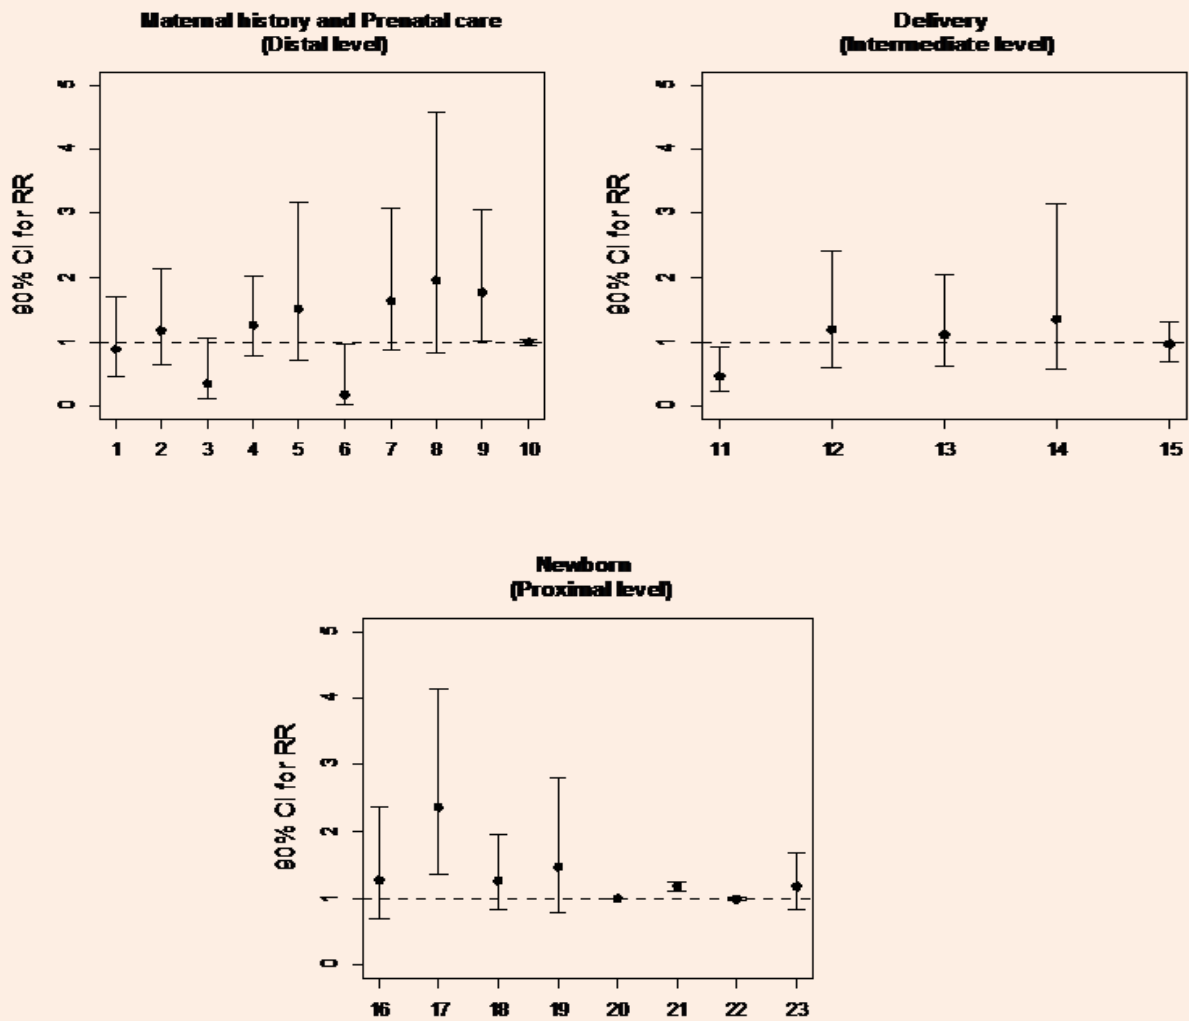 Maternal history and Prenatal care
(Distal level)
90% CI for RR
5
4
3
2
1
0
1 2 3 4 5 6 7 8 9 10
Delivery
(Intermediate level)
90% CI for RR
5
4
3
2
1
0
11 12 13 14 15
Newborn
(Proximal level)
90% CI for RR
5
4
3
2
1
0
16 17 18 19 20 21 22 23